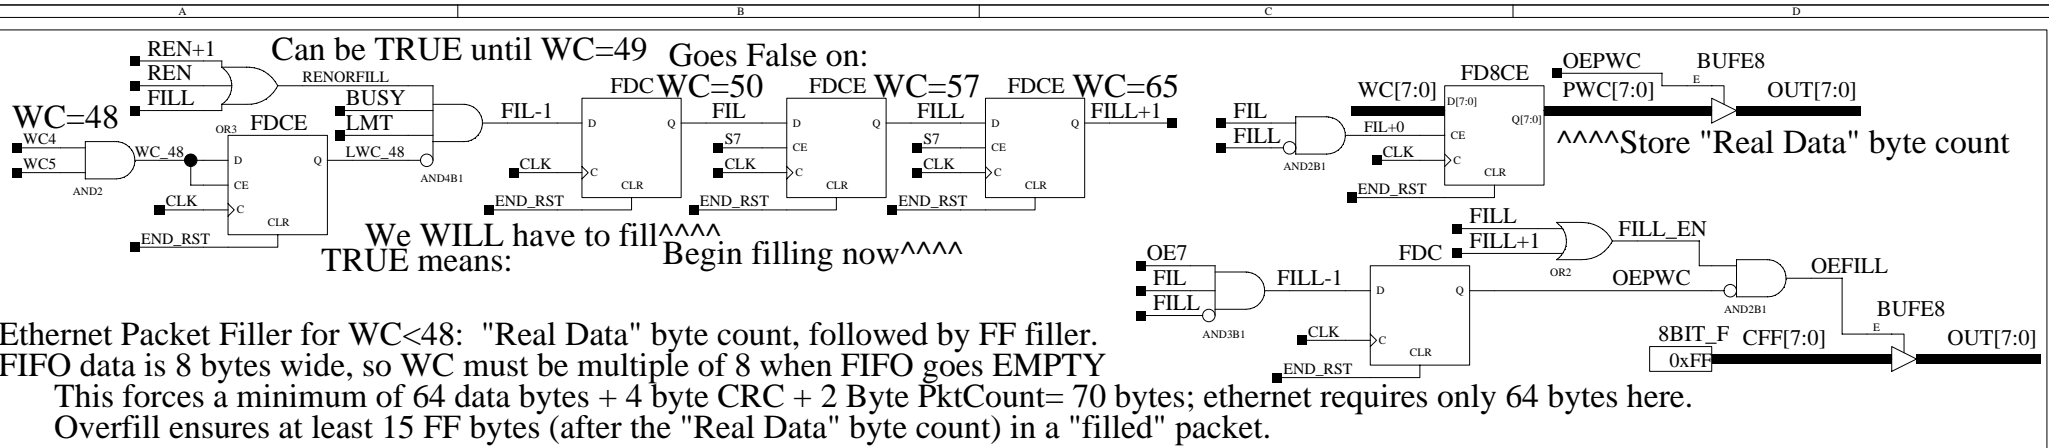 A B C D
Can be TRUE until WC=49 Goes False on:
REN+1
REN
FILL
RENORFILL
OR3
WC=48
WC4
WC5
AND2
WC_48
FDCE
D Q
CE
C
CLR
CLK
END_RST
LWC_48
BUSY
LMT
AND4B1
FIL-1
FDC WC=50
D Q
C
CLR
CLK
END_RST
FIL
FDCE WC=57
D Q
S7
CE
CLK
C
CLR
END_RST
FILL
FDCE WC=65
D Q
S7
CE
CLK
C
CLR
END_RST
FILL+1
We WILL have to fill^^^^
TRUE means:
Begin filling now^^^^
FIL
FILL
AND2B1
FIL+0
WC[7:0]
FD8CE
D[7:0]
Q[7:0]
CE
CLK
C
CLR
END_RST
OEPWC
PWC[7:0]
BUFE8
E
OUT[7:0]
^^^^Store "Real Data" byte count
OE7
FIL
FILL
AND3B1
FILL-1
FDC
D Q
CLK
C
CLR
END_RST
FILL
FILL+1
OR2
FILL_EN
OEPWC
AND2B1
OEFILL
BUFE8
E
8BIT_F
0xFF
CFF[7:0]
OUT[7:0]
Ethernet Packet Filler for WC<48: "Real Data" byte count, followed by FF filler.
FIFO data is 8 bytes wide, so WC must be multiple of 8 when FIFO goes EMPTY
This forces a minimum of 64 data bytes + 4 byte CRC + 2 Byte PktCount= 70 bytes; ethernet requires only 64 bytes here.
Overfill ensures at least 15 FF bytes (after the "Real Data" byte count) in a "filled" packet.